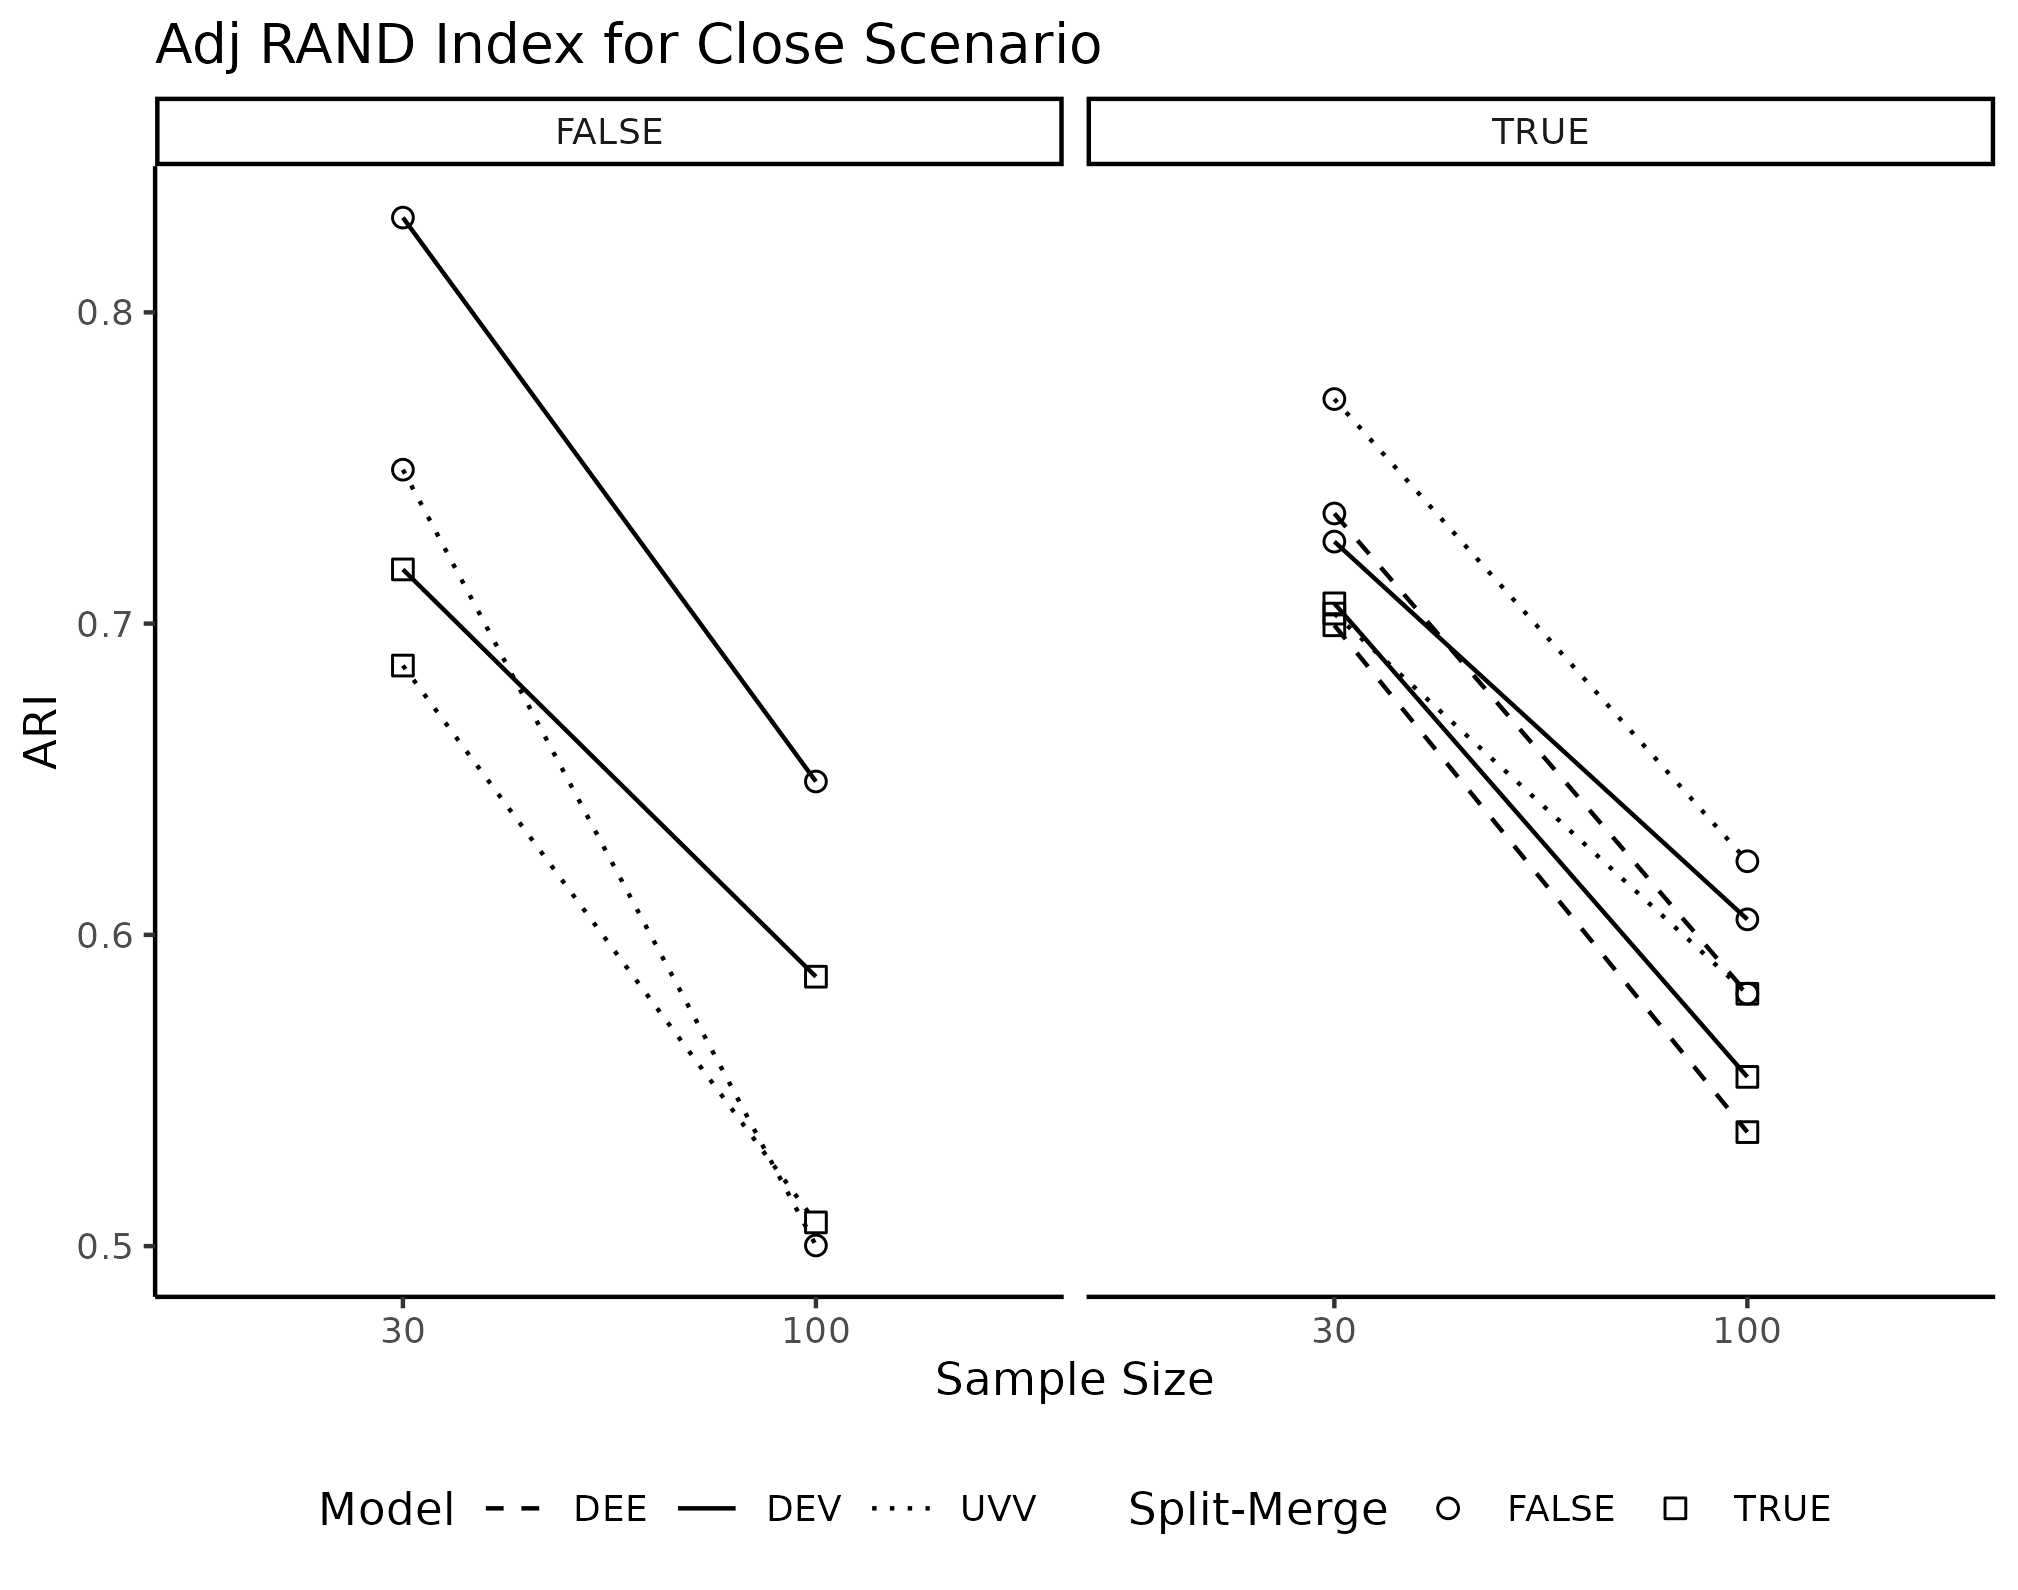 Adj RAND Index for Close Scenario
FALSE
TRUE
ARI
0.8
0.7
0.6
0.5
30
100
30
100
Sample Size
Model DEE DEV UVV Split-Merge FALSE TRUE